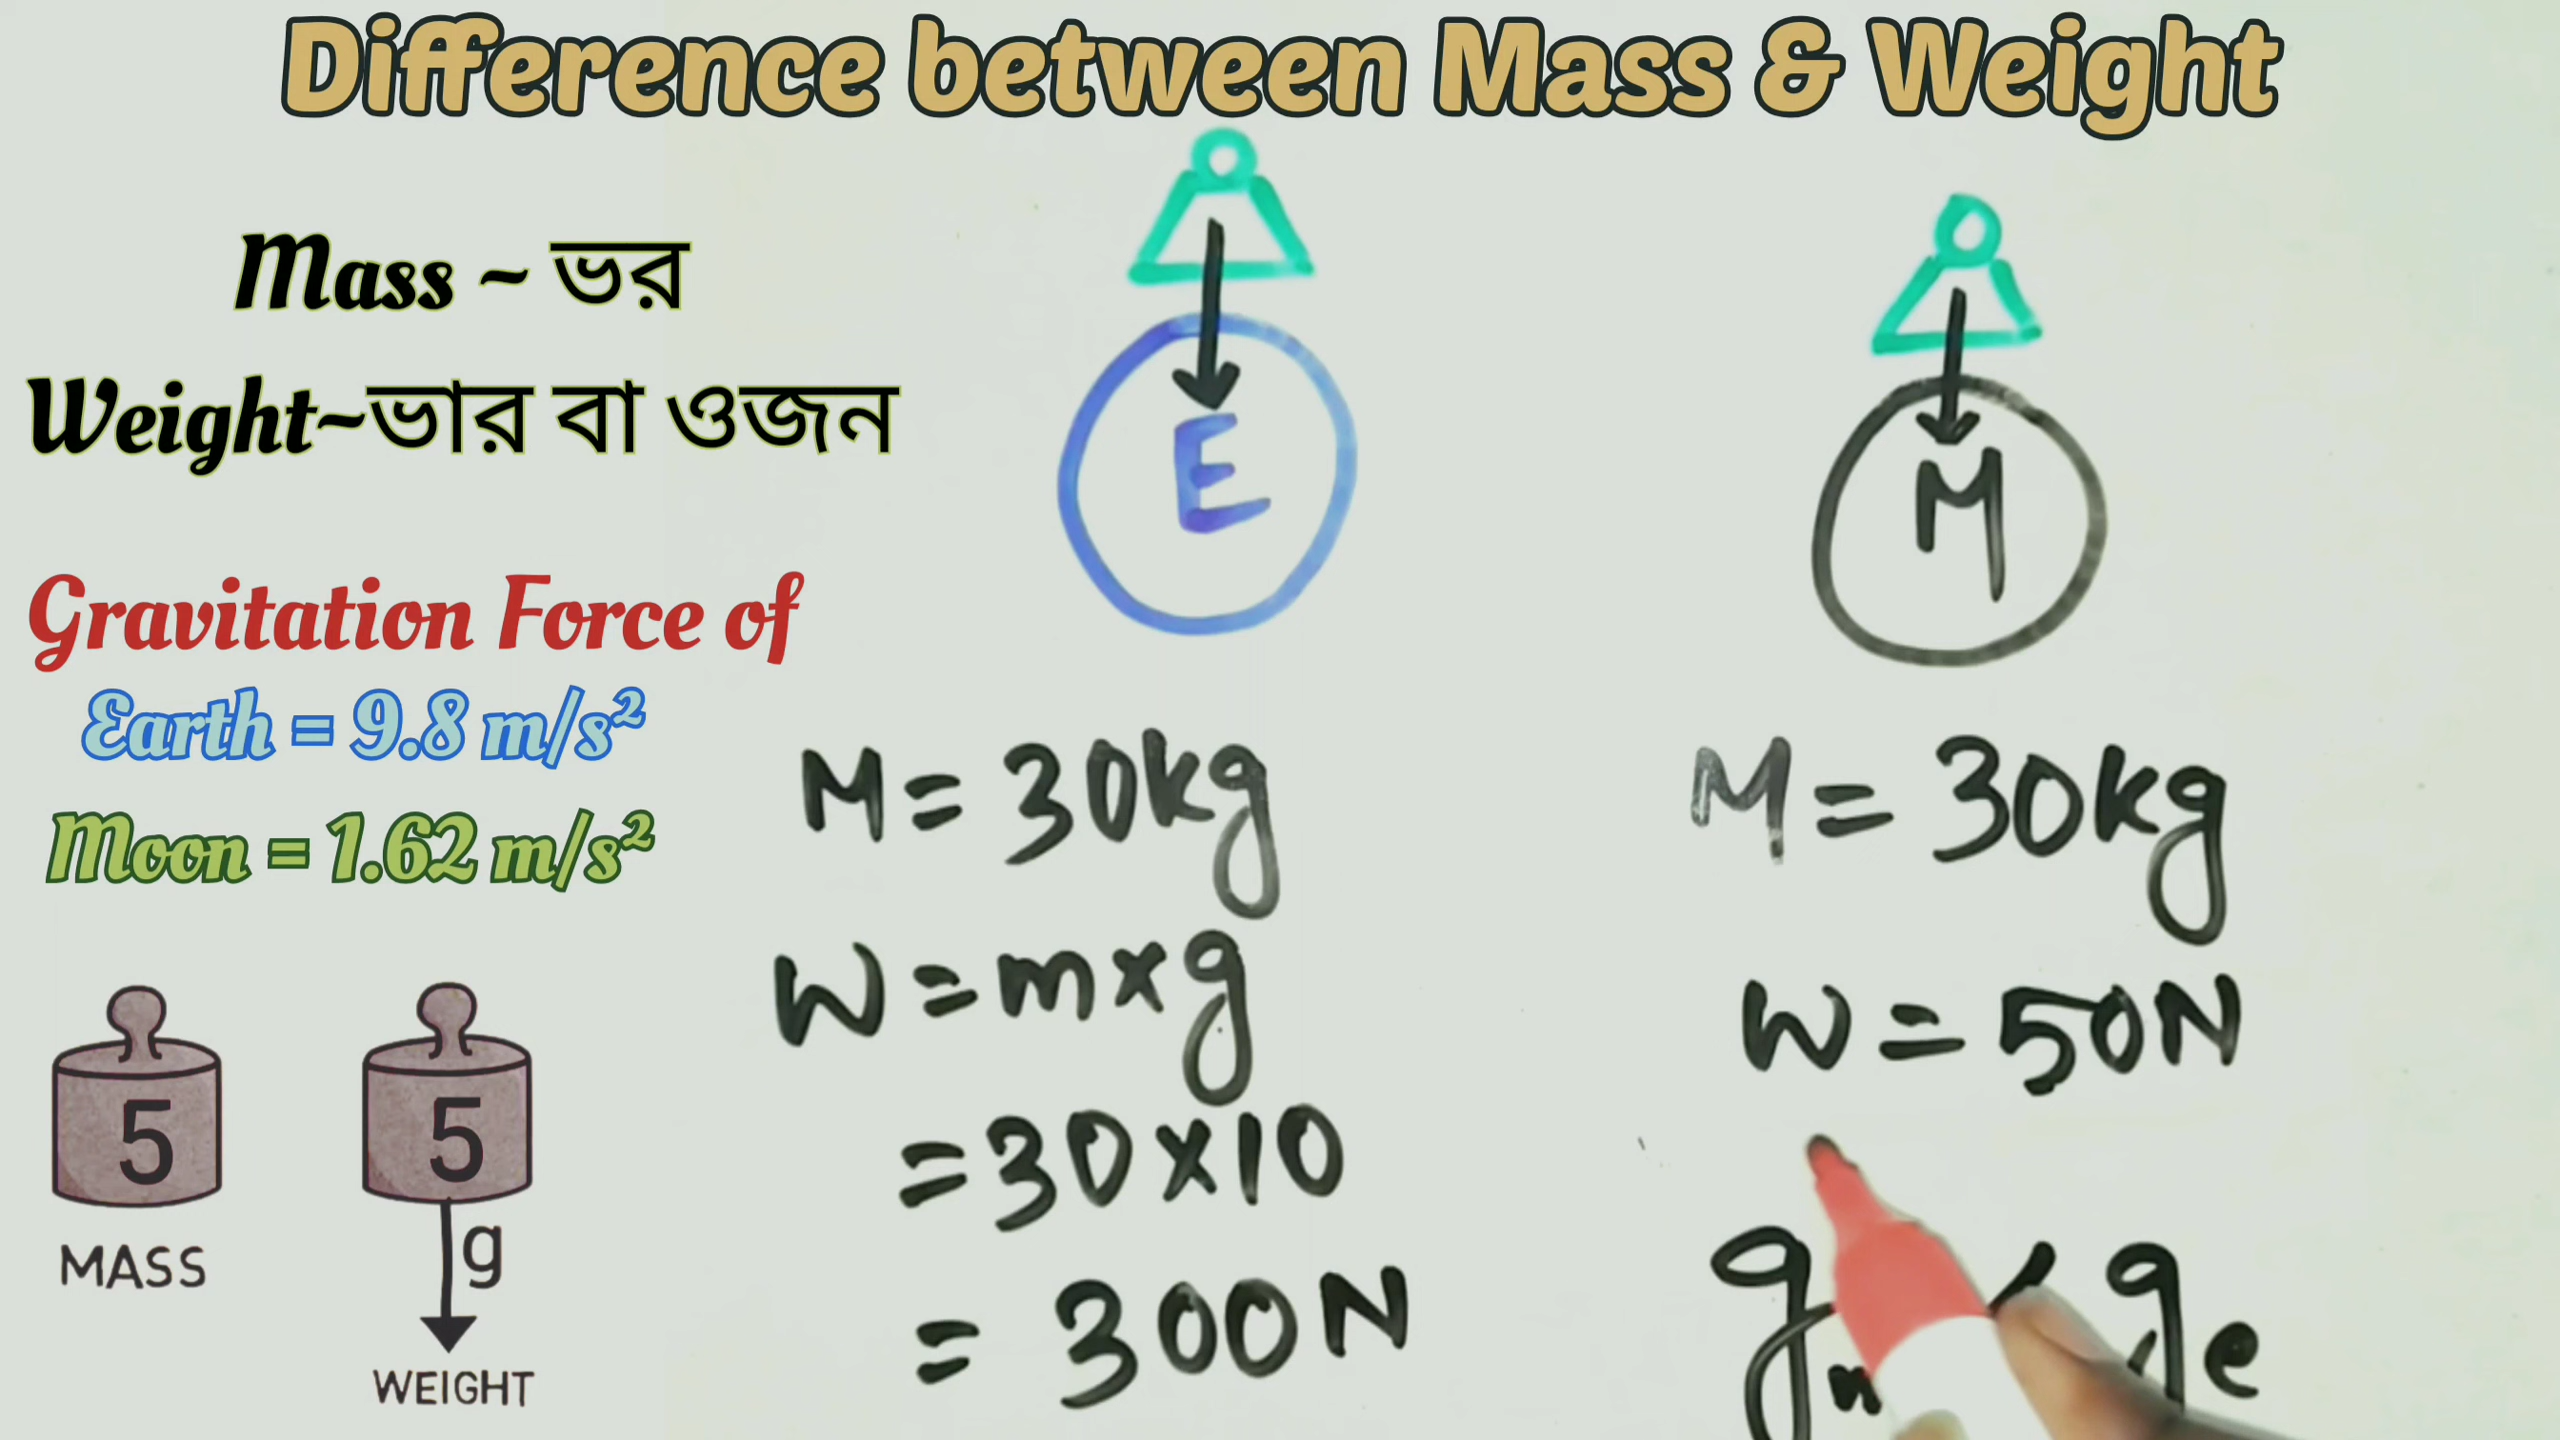 Difference between Mass & Weight
Mass ~ ভর
Weight~ভার বা ওজন
Gravitation Force of
Earth = 9.8 m/s²
Moon = 1.62 m/s²
5
MASS
5
g
WEIGHT
E
M = 30kg
W = m×g
= 30×10
= 300N
M
M = 30kg
W = 50N
g
g e